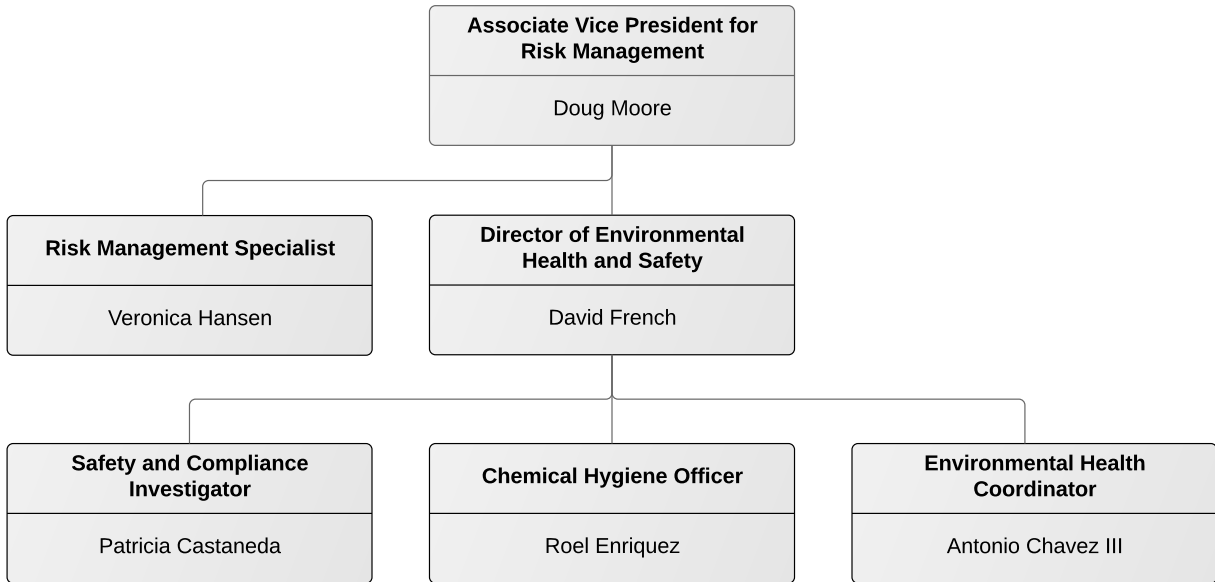 Associate Vice President for
Risk Management
Doug Moore
Risk Management Specialist
Veronica Hansen
Director of Environmental
Health and Safety
David French
Safety and Compliance
Investigator
Patricia Castaneda
Chemical Hygiene Officer
Roel Enriquez
Environmental Health
Coordinator
Antonio Chavez III